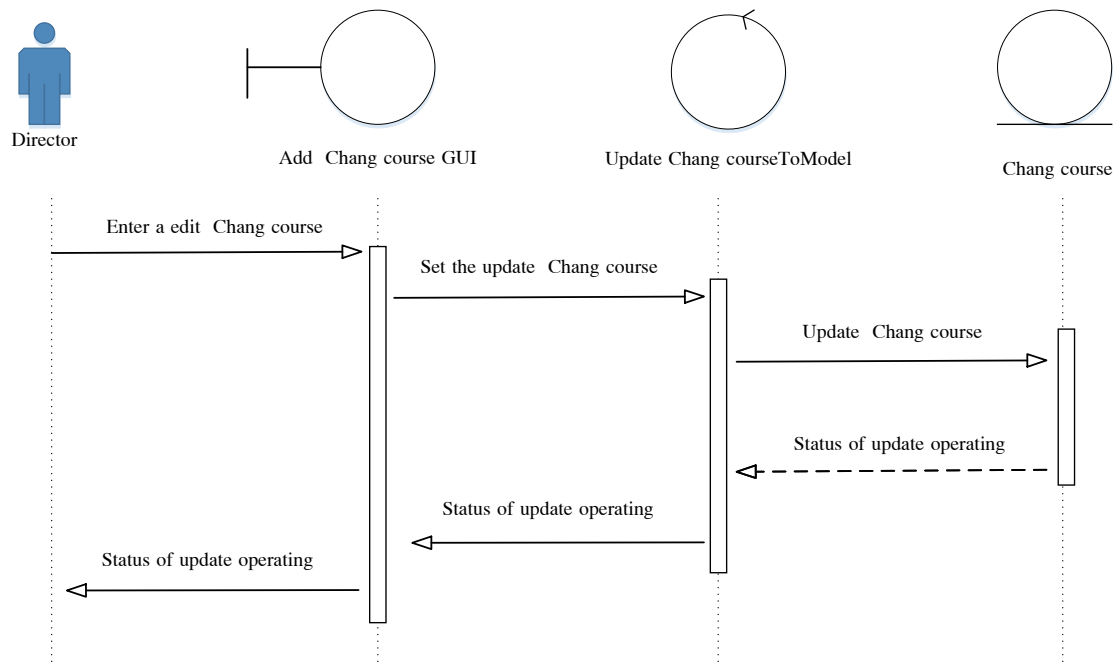 Director
Add Chang course GUI
Update Chang courseToModel
Chang course
Enter a edit Chang course
Set the update Chang course
Update Chang course
Status of update operating
Status of update operating
Status of update operating